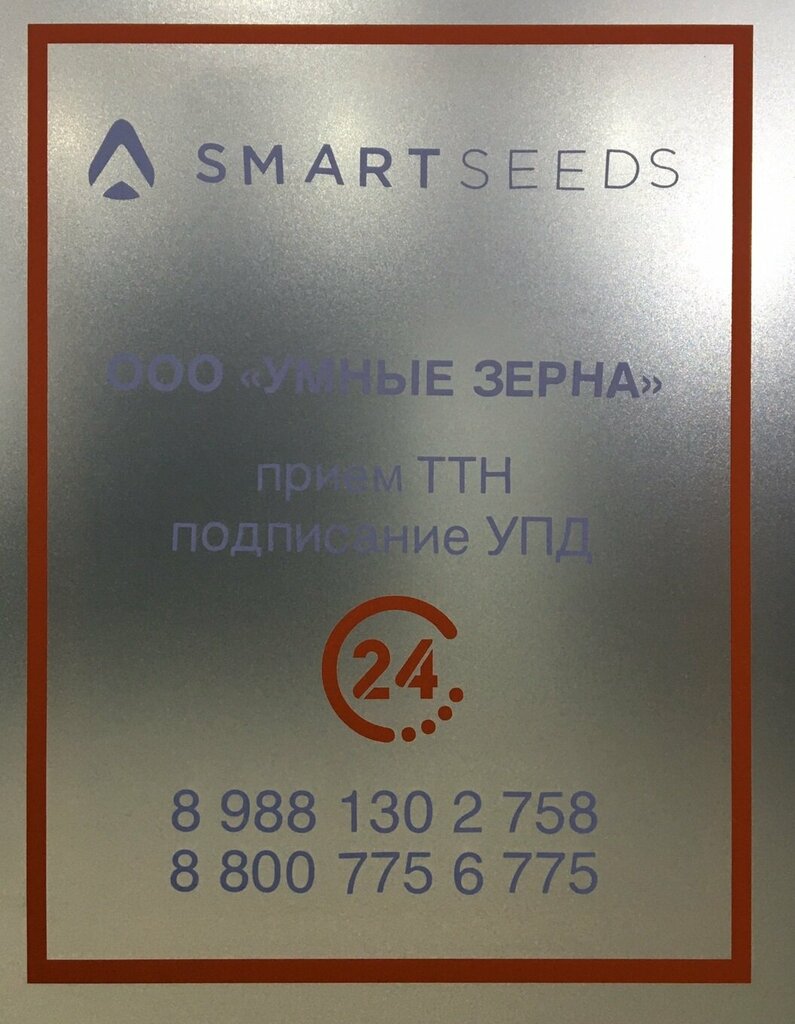 SMARTSEEDS
ООО «УМНЫЕ ЗЕРНА»
прием ТТН
подписание УПД
24
8 988 130 2 758
8 800 775 6 775